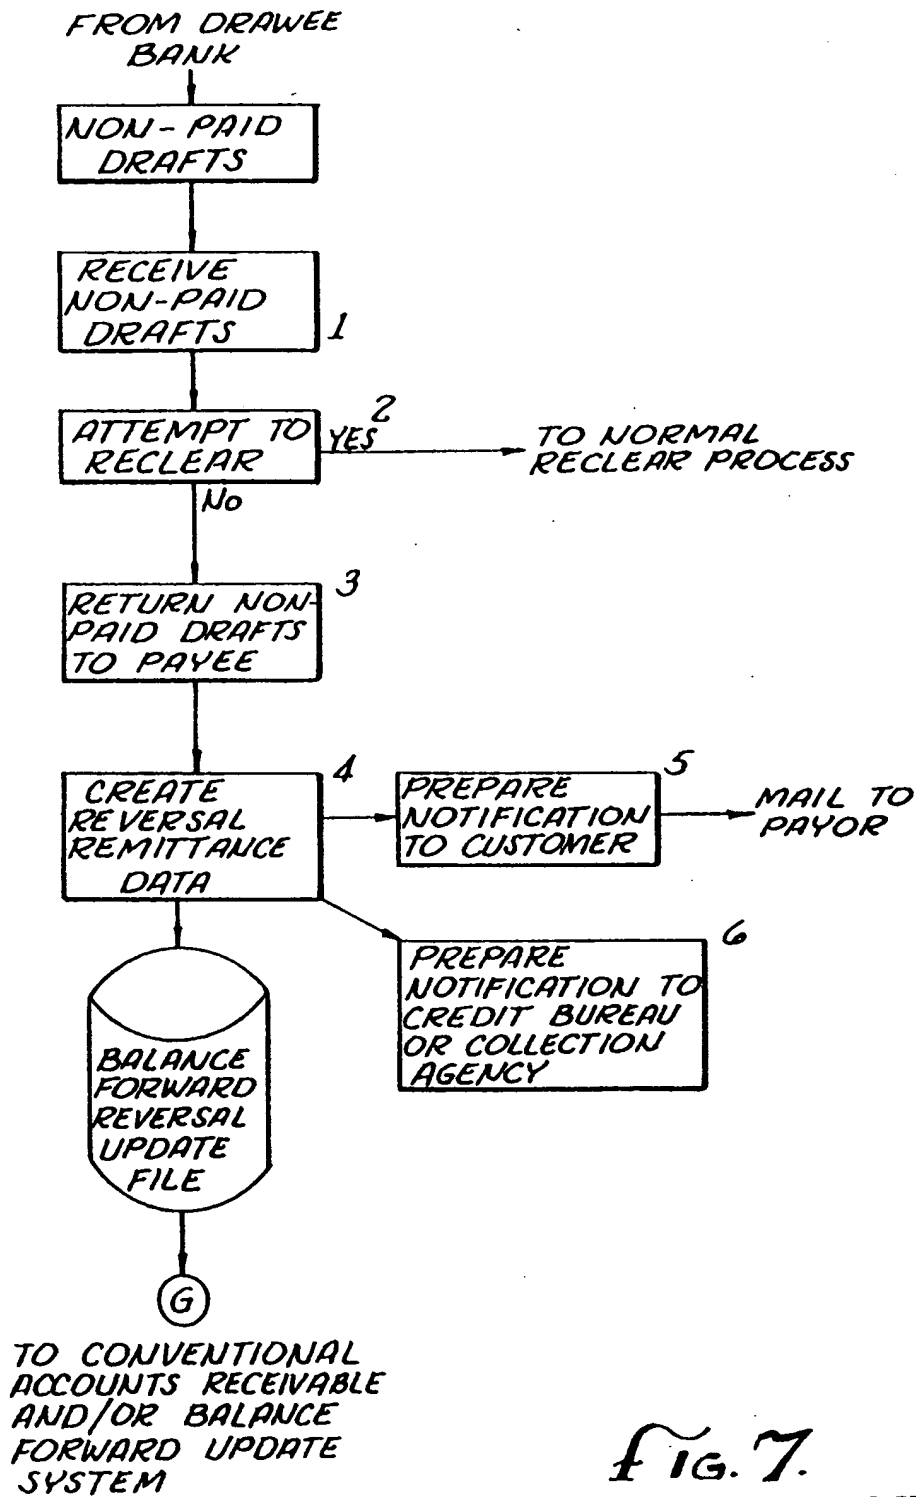 FROM DRAWEE
BANK
NON-PAID
DRAFTS
RECEIVE
NON-PAID
DRAFTS
1
ATTEMPT TO
RECLEAR
2
YES
TO NORMAL
RECLEAR PROCESS
NO
RETURN NON-
PAID DRAFTS
TO PAYEE
3
CREATE
REVERSAL
REMITTANCE
DATA
4
PREPARE
NOTIFICATION
TO CUSTOMER
5
MAIL TO
PAYOR
PREPARE
NOTIFICATION TO
CREDIT BUREAU
OR COLLECTION
AGENCY
6
BALANCE
FORWARD
REVERSAL
UPDATE
FILE
G
TO CONVENTIONAL
ACCOUNTS RECEIVABLE
AND/OR BALANCE
FORWARD UPDATE
SYSTEM
FIG. 7.